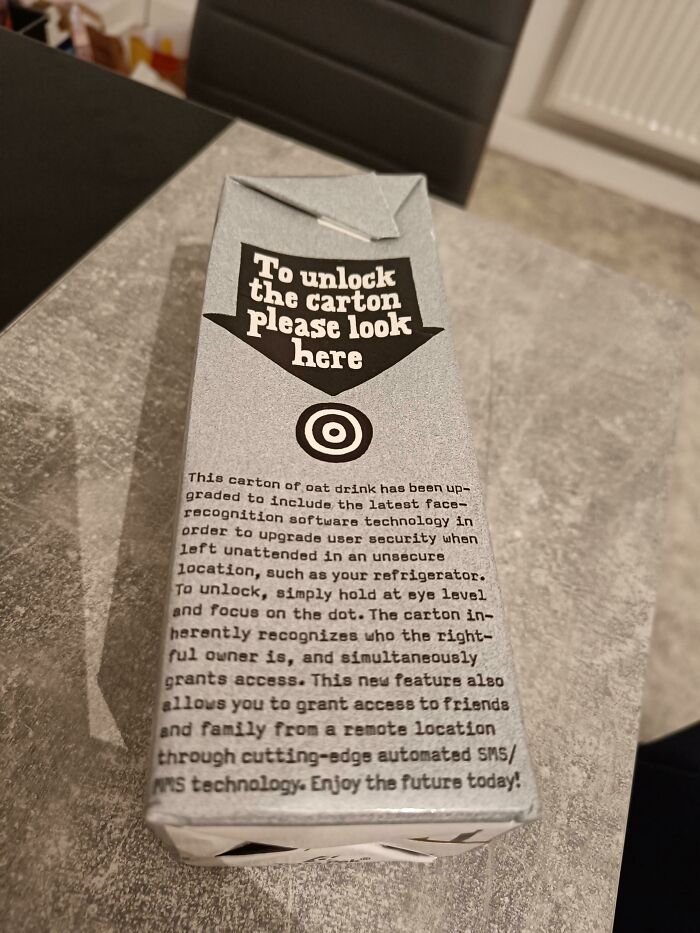 To unlock
the carton
please look
here
This carton of oat drink has been up-
graded to include the latest face-
recognition software technology in
order to upgrade user security when
left unattended in an unsecure
location, such as your refrigerator.
To unlock, simply hold at eye level
and focus on the dot. The carton in-
herently recognizes who the right-
ful owner is, and simultaneously
grants access. This new feature also
allows you to grant access to friends
and family from a remote location
through cutting-edge automated SMS/
MMS technology. Enjoy the future today!